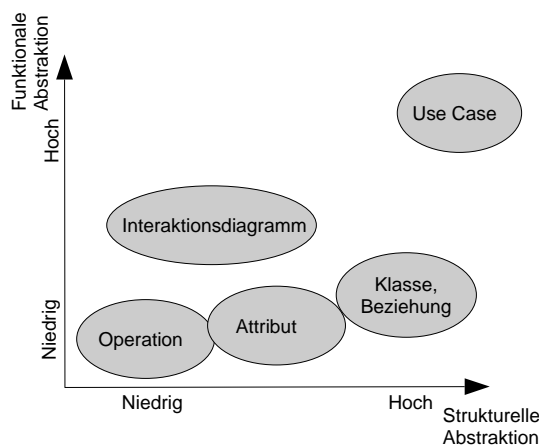 Funktionale
Abstraktion
Hoch
Niedrig
Use Case
Interaktionsdiagramm
Klasse,
Beziehung
Attribut
Operation
Niedrig
Hoch
Strukturelle
Abstraktion